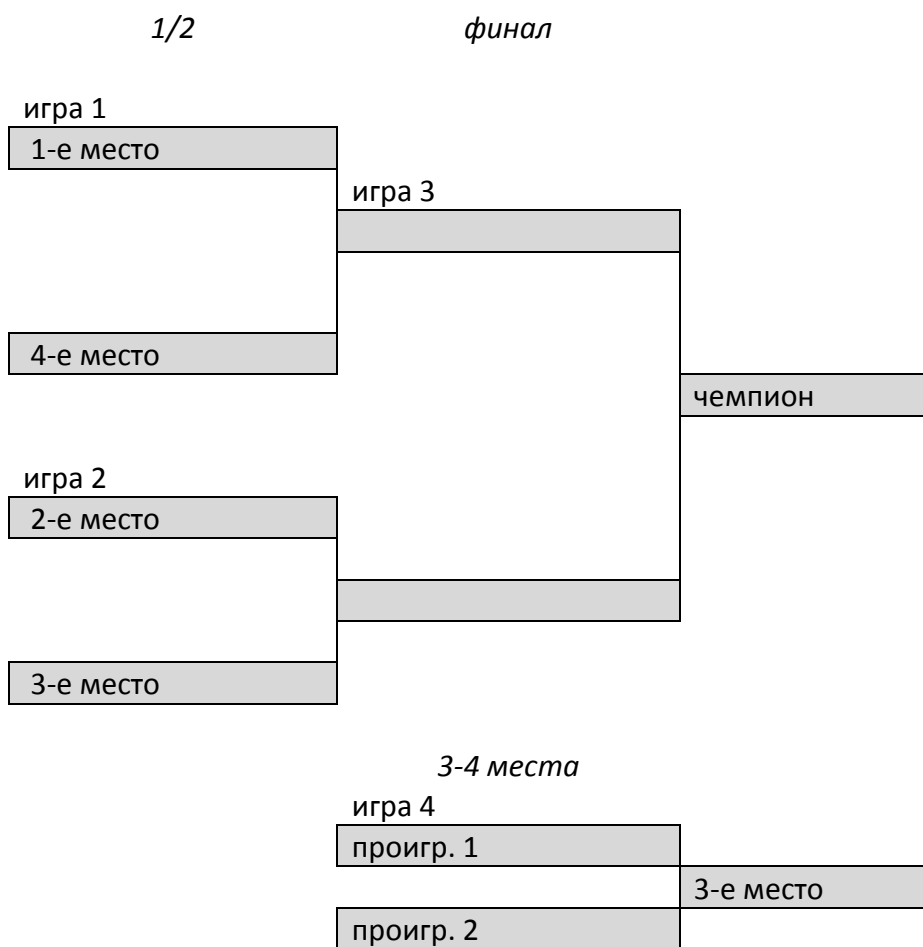 1/2 финал
игра 1
1-е место
игра 3
4-е место
чемпион
игра 2
2-е место
3-е место
3-4 места
игра 4
проигр. 1
3-е место
проигр. 2